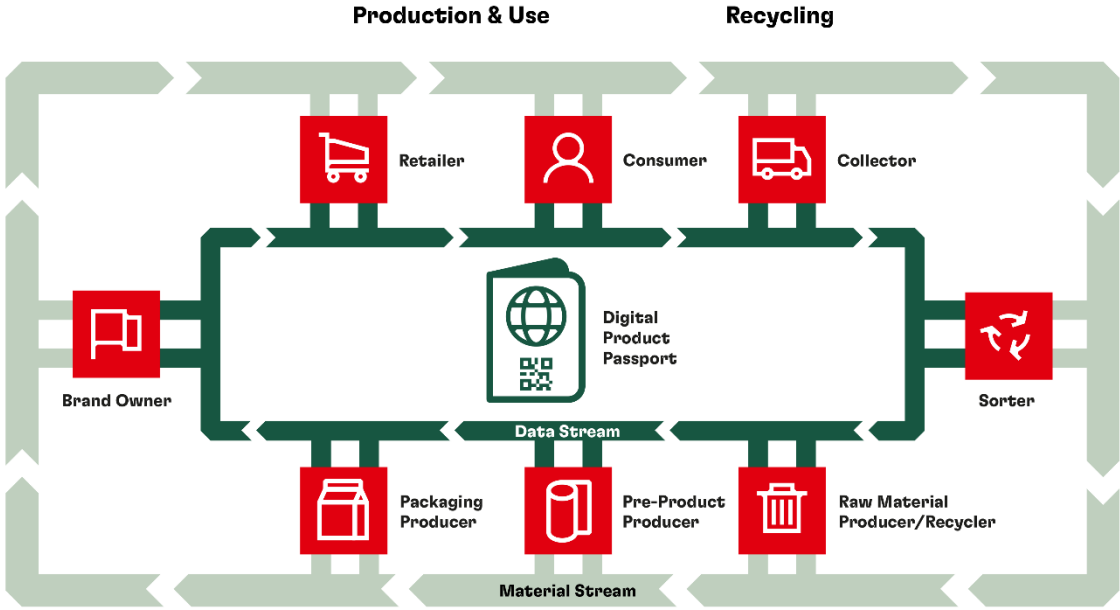 Production & Use
Recycling
Retailer
Consumer
Collector
Digital
Product
Passport
Brand Owner
Sorter
Data Stream
Packaging
Producer
Pre-Product
Producer
Raw Material
Producer/Recycler
Material Stream